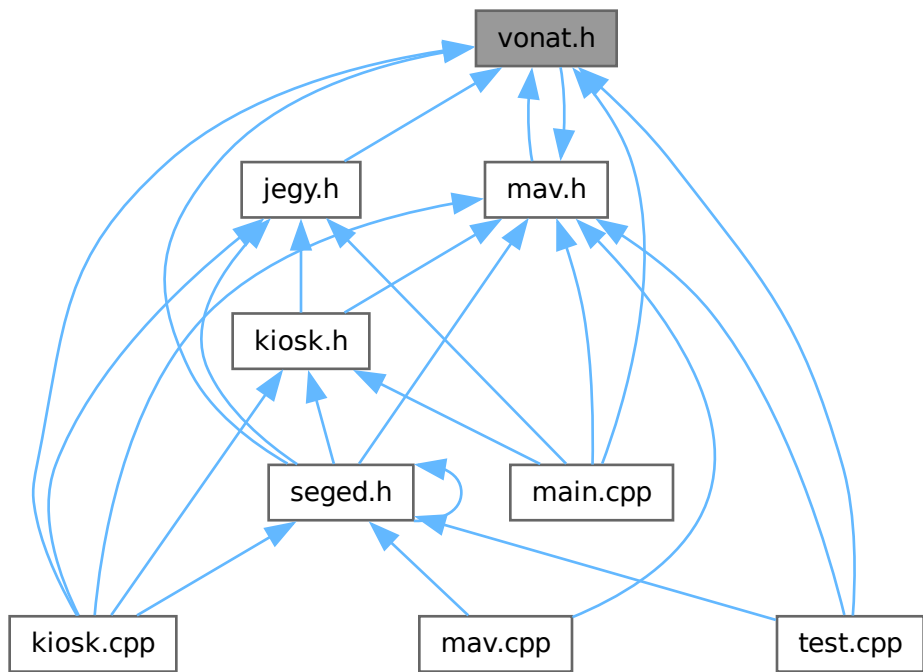 vonat.h
jegy.h
mav.h
kiosk.h
seged.h
main.cpp
kiosk.cpp
mav.cpp
test.cpp